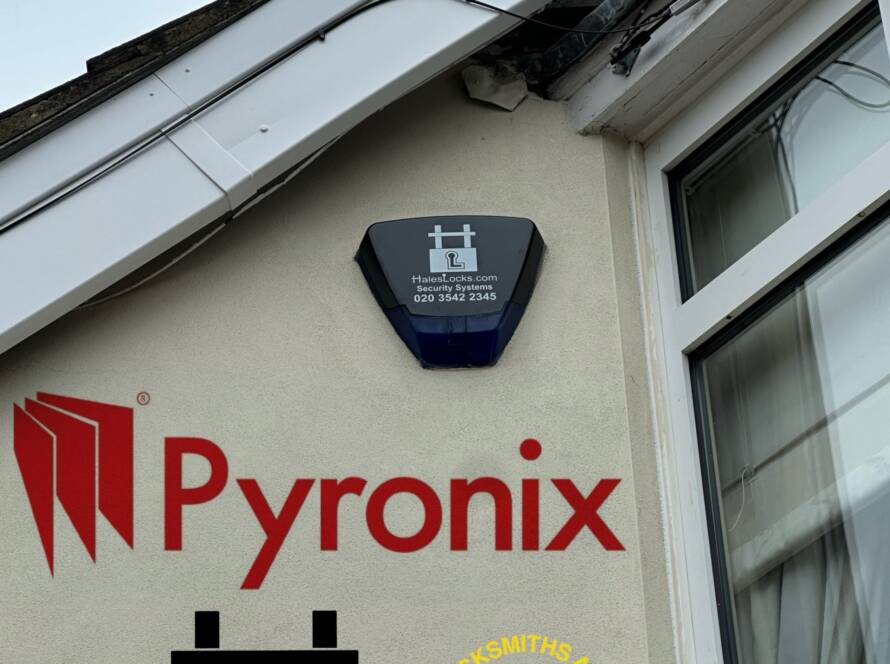 HalesLocks.com
Security Systems
020 3542 2345
Pyronix®